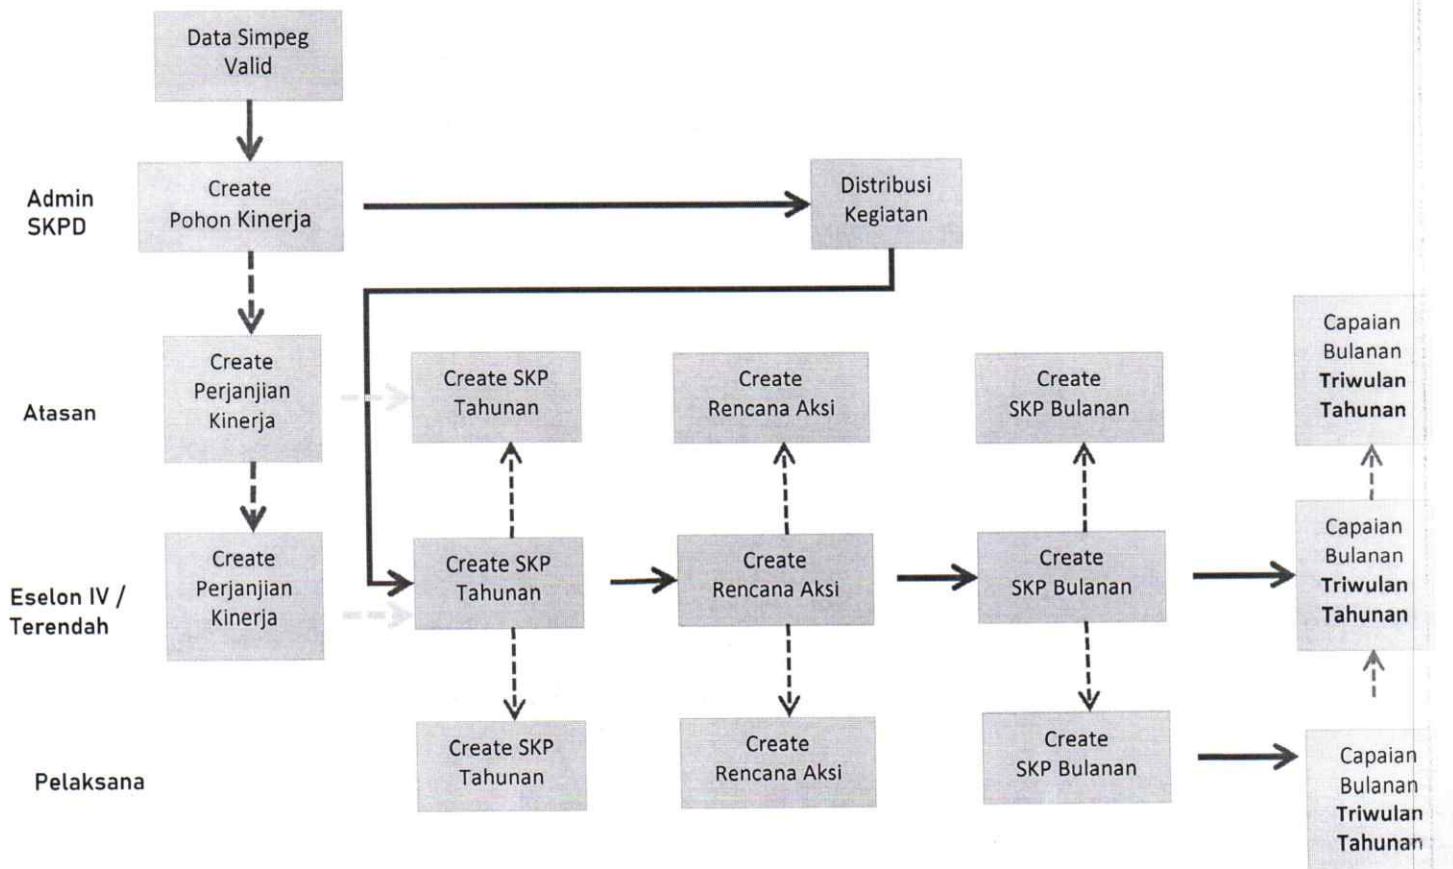 Data Simpeg
Valid
Admin
SKPD
Create
Pohon Kinerja
Distribusi
Kegiatan
Atasan
Create
Perjanjian
Kinerja
Create SKP
Tahunan
Create
Rencana Aksi
Create
SKP Bulanan
Capaian
Bulanan
Triwulan
Tahunan
Eselon IV /
Terendah
Create
Perjanjian
Kinerja
Create SKP
Tahunan
Create
Rencana Aksi
Create
SKP Bulanan
Capaian
Bulanan
Triwulan
Tahunan
Pelaksana
Create SKP
Tahunan
Create
Rencana Aksi
Create
SKP Bulanan
Capaian
Bulanan
Triwulan
Tahunan